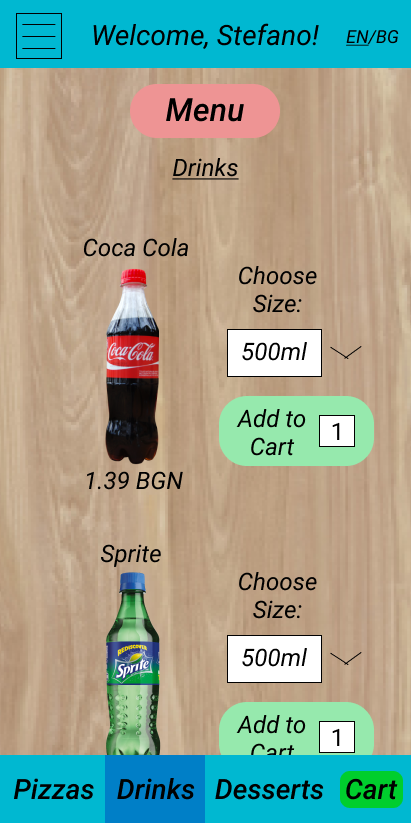 Welcome, Stefano!
EN/BG
Menu
Drinks
Coca Cola
Choose
Size:
Coca-Cola
500ml
Add to
Cart
1
1.39 BGN
Sprite
Choose
Size:
REDISCOVER
Sprite
500ml
Add to
Cart
1
Pizzas
Drinks
Desserts
Cart